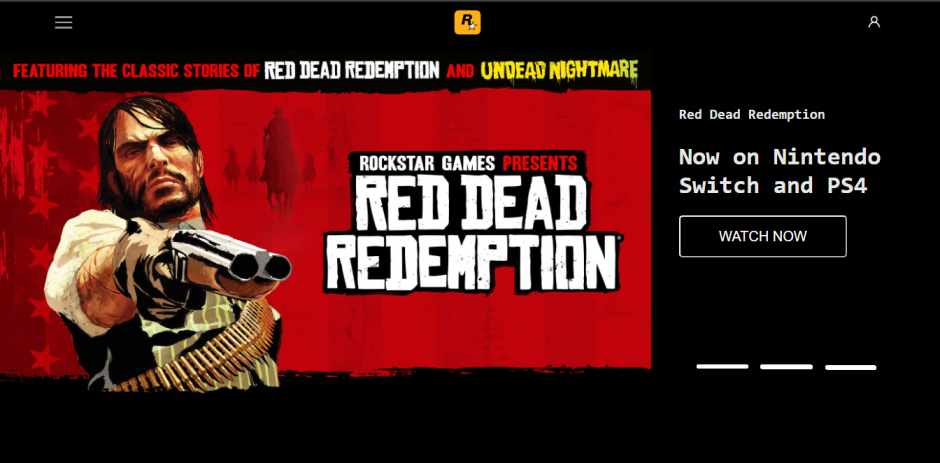 R
FEATURING THE CLASSIC STORIES OF RED DEAD REDEMPTION AND UNDEAD NIGHTMARE
ROCKSTAR GAMES PRESENTS
RED DEAD
REDEMPTION
Red Dead Redemption
Now on Nintendo
Switch and PS4
WATCH NOW